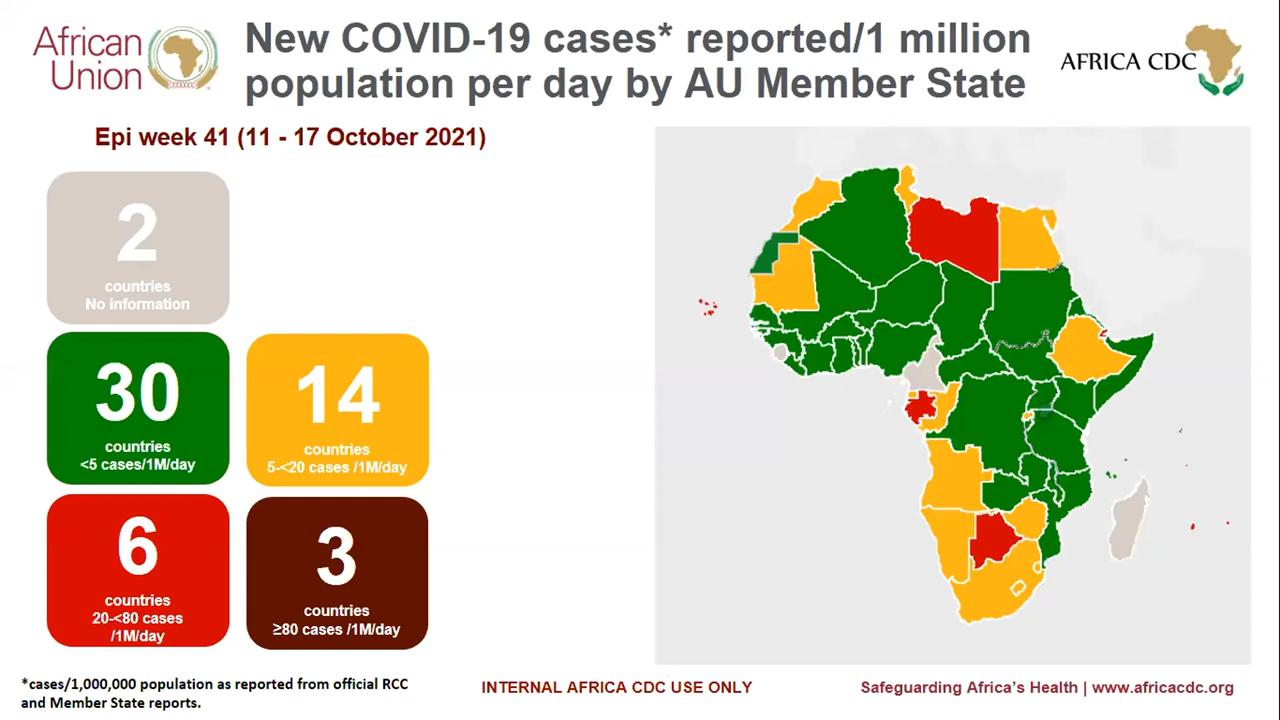 African
Union
New COVID-19 cases* reported/1 million
population per day by AU Member State
AFRICA CDC
Epi week 41 (11 - 17 October 2021)
2
countries
No information
30
countries
<5 cases/1M/day
14
countries
5-<20 cases /1M/day
6
countries
20-<80 cases
/1M/day
3
countries
≥80 cases /1M/day
*cases/1,000,000 population as reported from official RCC
and Member State reports.
INTERNAL AFRICA CDC USE ONLY
Safeguarding Africa's Health | www.africacdc.org